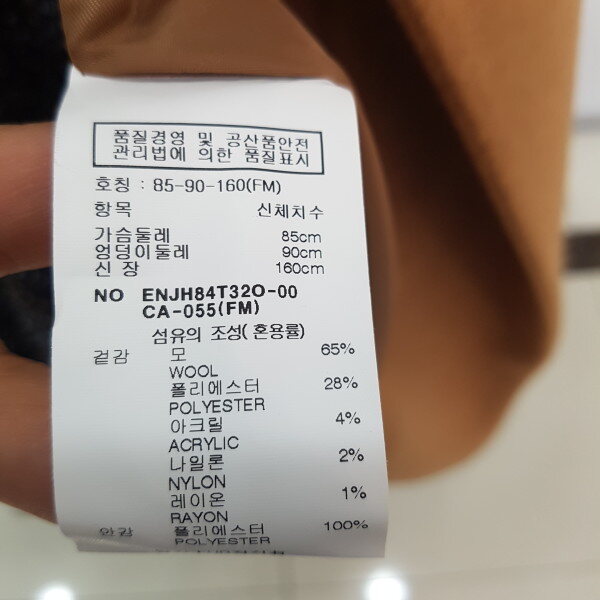 품질경영 및 공산품안전
관리법에 의한 품질표시
호칭 : 85-90-160(FM)
항목 신체치수
가슴둘레 85cm
엉덩이둘레 90cm
신 장 160cm
NO ENJH84T32O-00
CA-055(FM)
섬유의 조성(혼용률)
겉감 모 65%
WOOL
폴리에스터 28%
POLYESTER
아크릴 4%
ACRYLIC
나일론 2%
NYLON
레이온 1%
RAYON
안감 폴리에스터 100%
POLYESTER